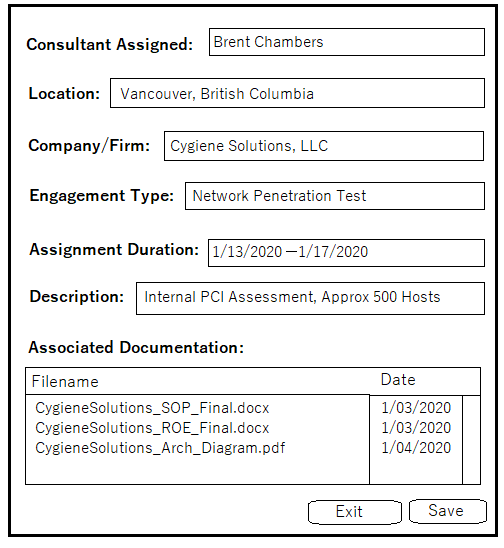 Consultant Assigned: Brent Chambers
Location: Vancouver, British Columbia
Company/Firm: Cygiene Solutions, LLC
Engagement Type: Network Penetration Test
Assignment Duration: 1/13/2020 —1/17/2020
Description: Internal PCI Assessment, Approx 500 Hosts
Associated Documentation:
Filename Date
CygieneSolutions_SOP_Final.docx 1/03/2020
CygieneSolutions_ROE_Final.docx 1/03/2020
CygieneSolutions_Arch_Diagram.pdf 1/04/2020
Exit Save